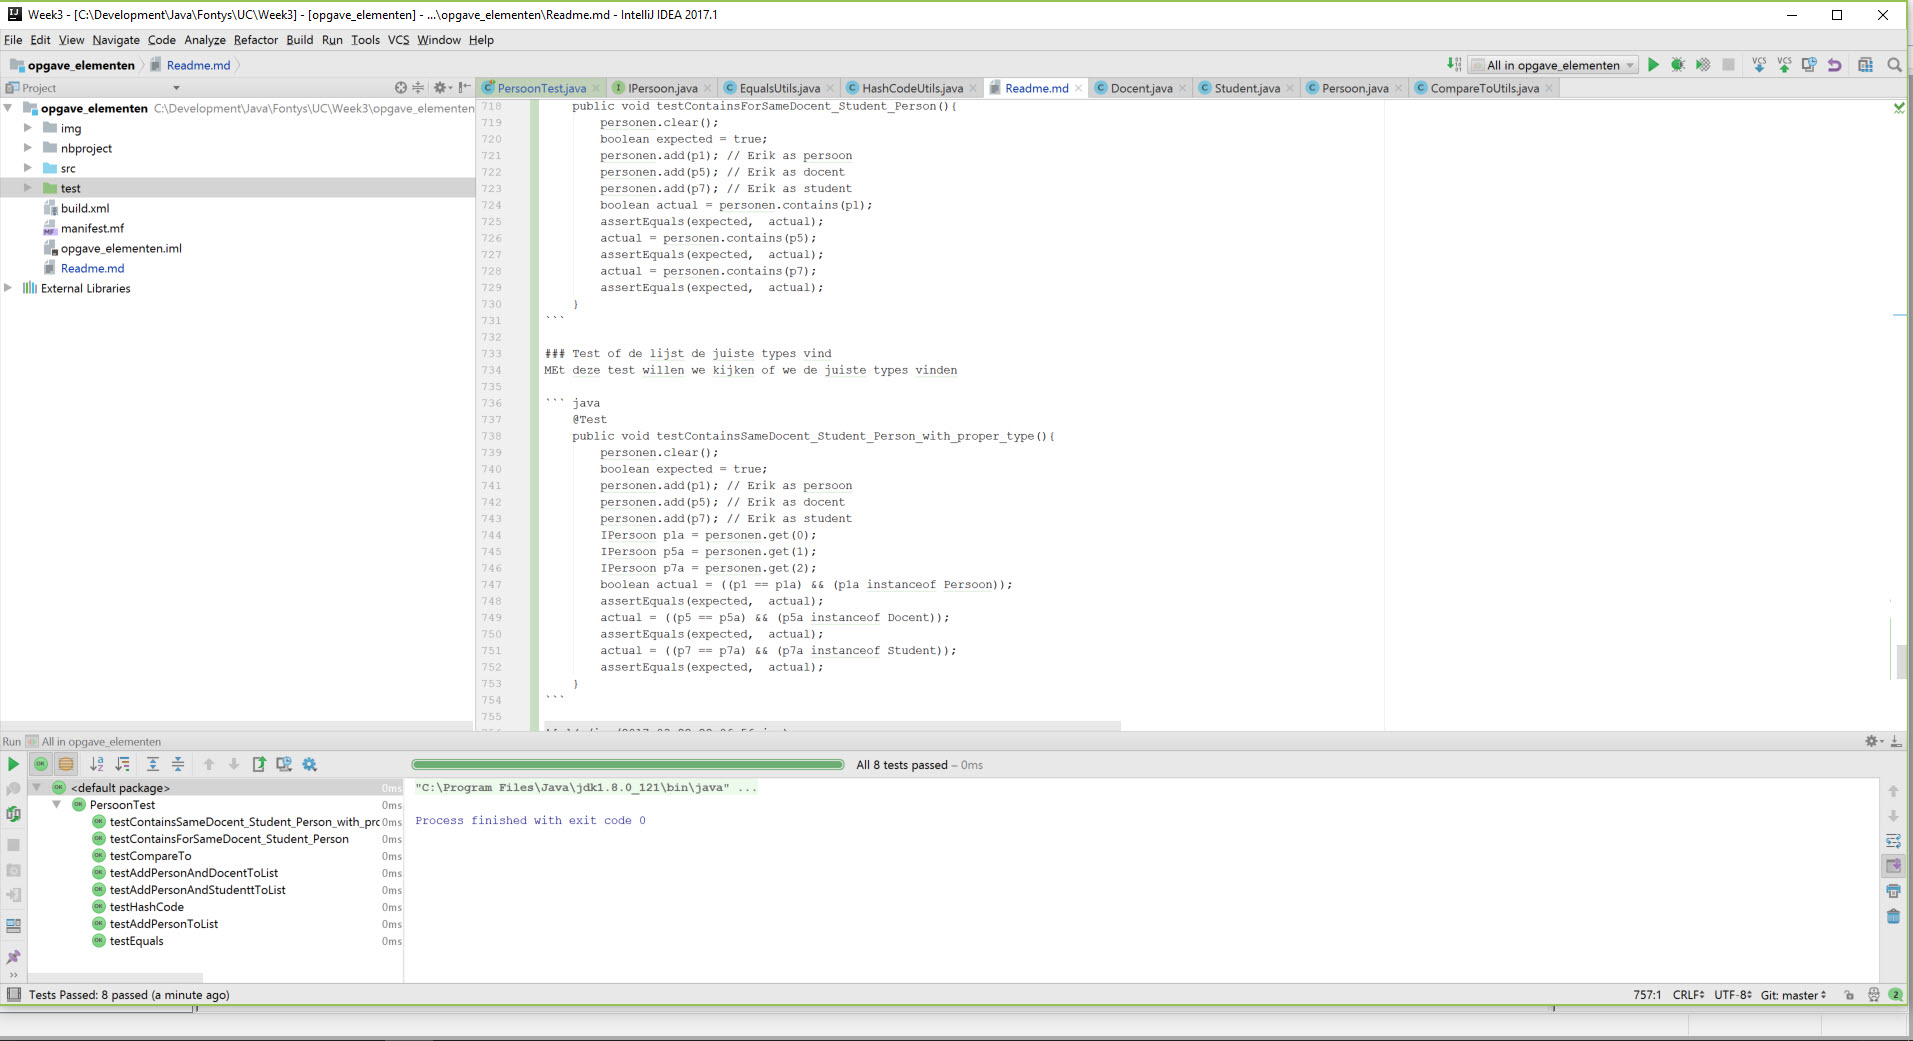 Week3 - [C:\Development\Java\Fontys\UC\Week3] - [opgave_elementen] - ...\opgave_elementen\Readme.md - IntelliJ IDEA 2017.1
File Edit View Navigate Code Analyze Refactor Build Run Tools VCS Window Help
opgave_elementen Readme.md
All in opgave_elementen
VCS VCS
Project
PersoonTest.java IPersoon.java EqualsUtils.java HashCodeUtils.java Readme.md Docent.java Student.java Persoon.java CompareToUtils.java
opgave_elementen C:\Development\Java\Fontys\UC\Week3\opgave_elementen
img
nbproject
src
test
build.xml
manifest.mf
opgave_elementen.iml
Readme.md
External Libraries
718 public void testContainsForSameDocent_Student_Person(){
719 personen.clear();
720 boolean expected = true;
721 personen.add(p1); // Erik as persoon
722 personen.add(p5); // Erik as docent
723 personen.add(p7); // Erik as student
724 boolean actual = personen.contains(p1);
725 assertEquals(expected,  actual);
726 actual = personen.contains(p5);
727 assertEquals(expected,  actual);
728 actual = personen.contains(p7);
729 assertEquals(expected,  actual);
730 }
731 ```
732
733 ### Test of de lijst de juiste types vind
734 MEt deze test willen we kijken of we de juiste types vinden
735
736 ``` java
737 @Test
738 public void testContainsSameDocent_Student_Person_with_proper_type(){
739 personen.clear();
740 boolean expected = true;
741 personen.add(p1); // Erik as persoon
742 personen.add(p5); // Erik as docent
743 personen.add(p7); // Erik as student
744 IPersoon p1a = personen.get(0);
745 IPersoon p5a = personen.get(1);
746 IPersoon p7a = personen.get(2);
747 boolean actual = ((p1 == p1a) && (p1a instanceof Persoon));
748 assertEquals(expected,  actual);
749 actual = ((p5 == p5a) && (p5a instanceof Docent));
750 assertEquals(expected,  actual);
751 actual = ((p7 == p7a) && (p7a instanceof Student));
752 assertEquals(expected,  actual);
753 }
754 ```
755
Run All in opgave_elementen
All 8 tests passed – 0ms
<default package> 0ms
PersoonTest 0ms
testContainsSameDocent_Student_Person_with_prc 0ms
testContainsForSameDocent_Student_Person 0ms
testCompareTo 0ms
testAddPersonAndDocentToList 0ms
testAddPersonAndStudenttToList 0ms
testHashCode 0ms
testAddPersonToList 0ms
testEquals 0ms
"C:\Program Files\Java\jdk1.8.0_121\bin\java" ...
Process finished with exit code 0
Tests Passed: 8 passed (a minute ago)
757:1 CRLF UTF-8 Git: master 2